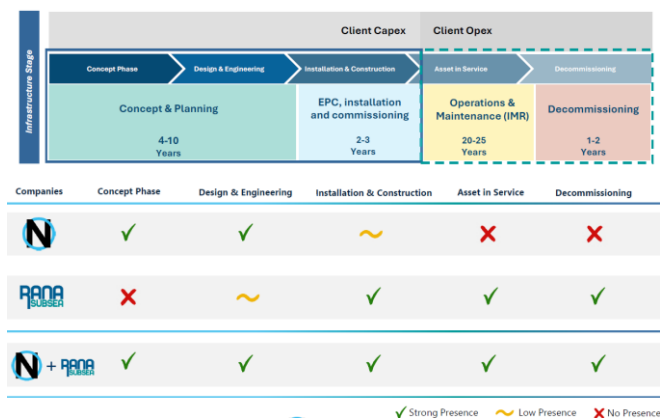 Client Capex Client Opex
Infrastructure Stage
Concept Phase Design & Engineering Installation & Construction Asset in Service Decommissioning
Concept & Planning
4-10
Years
EPC, installation
and commissioning
2-3
Years
Operations &
Maintenance (IMR)
20-25
Years
Decommissioning
1-2
Years
Companies Concept Phase Design & Engineering Installation & Construction Asset in Service Decommissioning
N
RANA
SUBSEA
N + RANA
SUBSEA
Strong Presence Low Presence No Presence